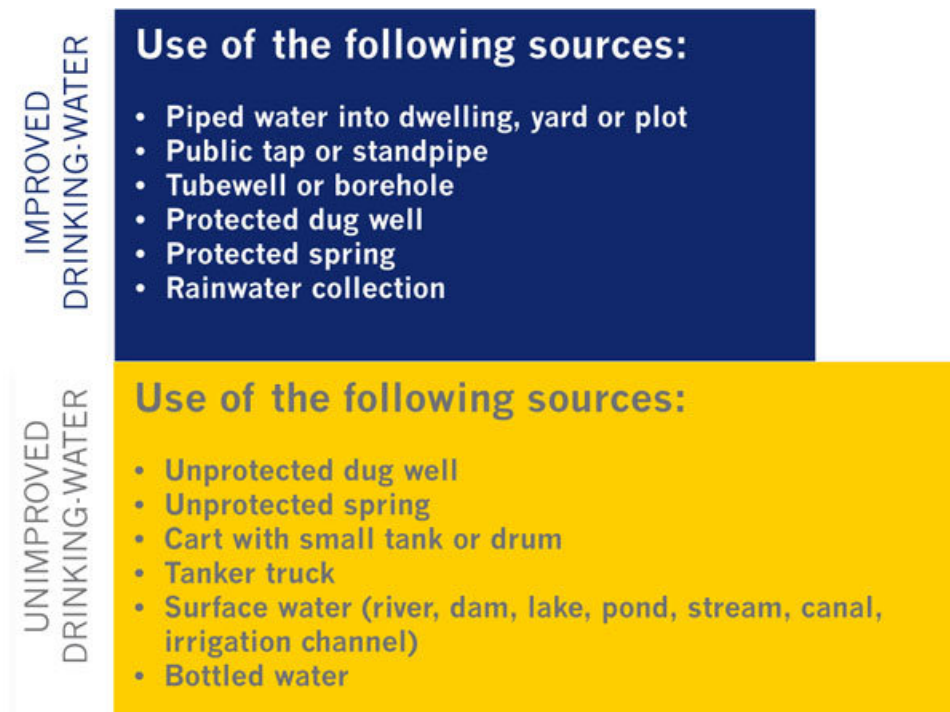 IMPROVED
DRINKING-WATER
Use of the following sources:
• Piped water into dwelling, yard or plot
• Public tap or standpipe
• Tubewell or borehole
• Protected dug well
• Protected spring
• Rainwater collection
UNIMPROVED
DRINKING-WATER
Use of the following sources:
• Unprotected dug well
• Unprotected spring
• Cart with small tank or drum
• Tanker truck
• Surface water (river, dam, lake, pond, stream, canal,
irrigation channel)
• Bottled water